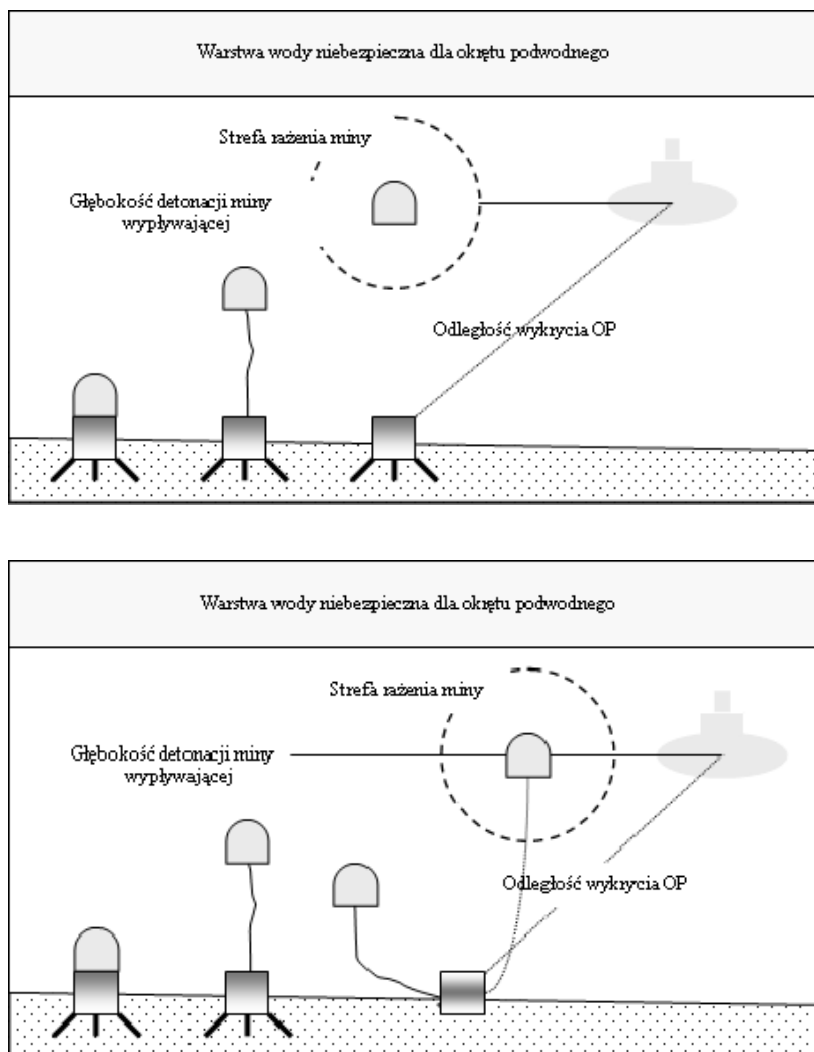 Warstwa wody niebezpieczna dla okrętu podwodnego
Strefa rażenia miny
Głębokość detonacji miny
wypływającej
Odległość wykrycia OP
Warstwa wody niebezpieczna dla okrętu podwodnego
Strefa rażenia miny
Głębokość detonacji miny
wypływającej
Odległość wykrycia OP